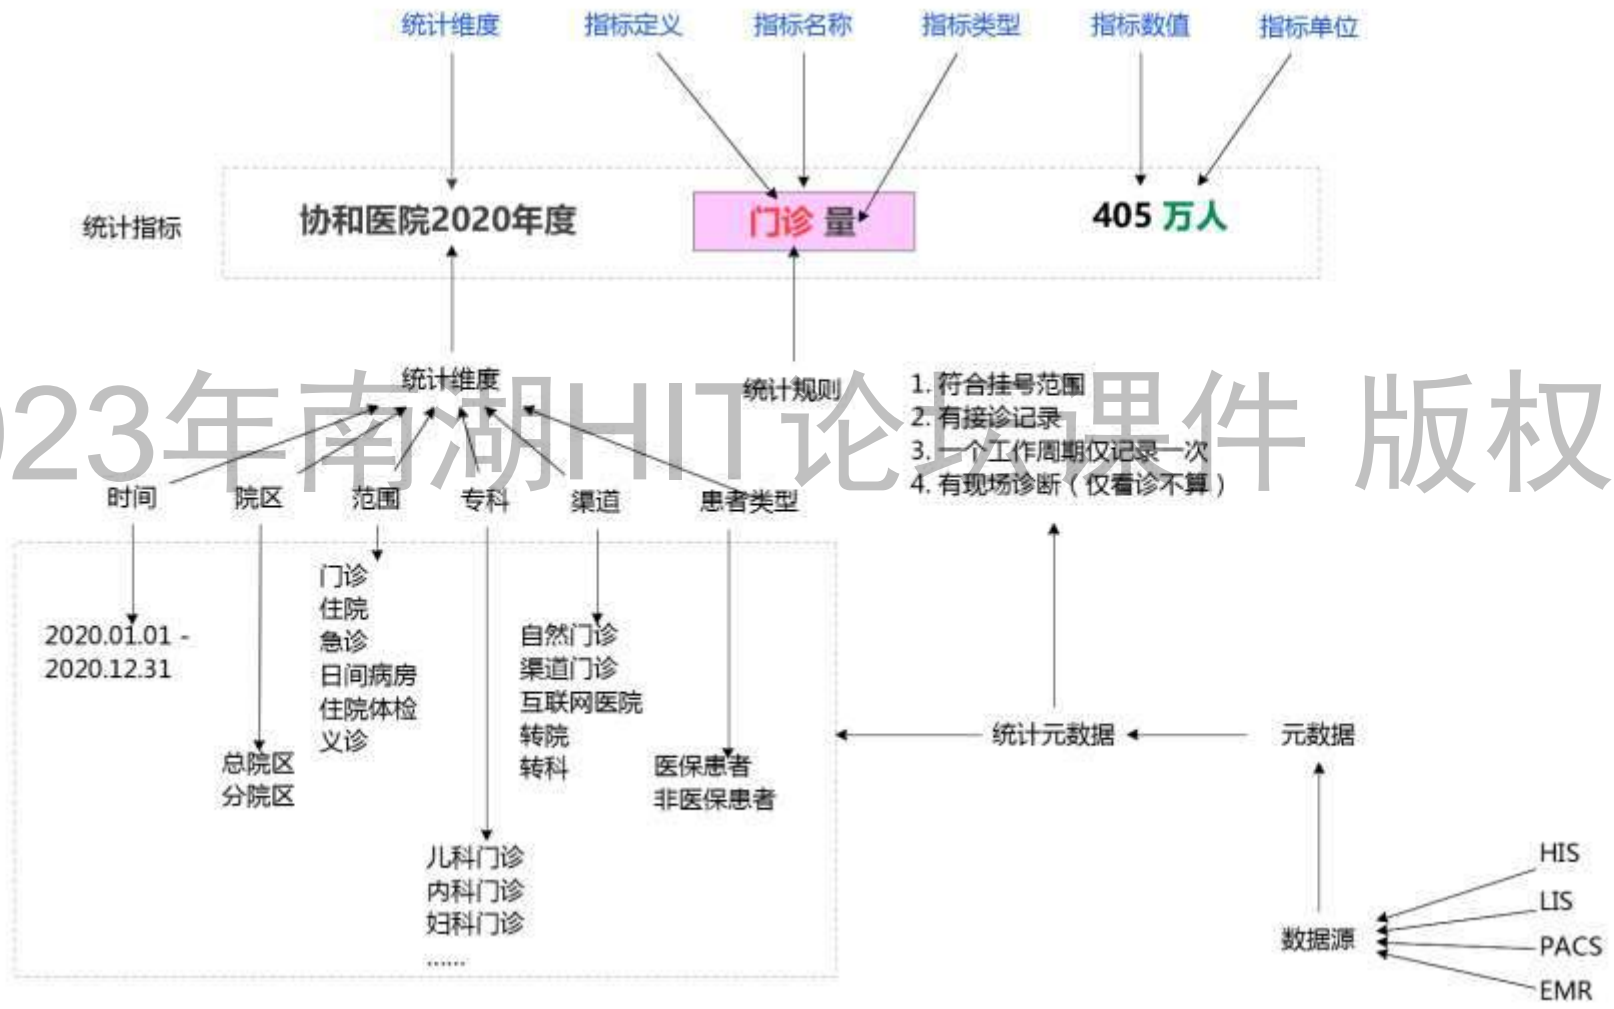 统计维度 指标定义 指标名称 指标类型 指标数值 指标单位
统计指标 协和医院2020年度 门诊 量 405 万人
统计维度 统计规则
1. 符合挂号范围
2. 有接诊记录
3. 一个工作周期仅记录一次
4. 有现场诊断（仅看诊不算）
023年南湖HIT论坛课件 版权
时间 院区 范围 专科 渠道 患者类型
2020.01.01 -
2020.12.31
总院区
分院区
门诊
住院
急诊
日间病房
住院体检
义诊
儿科门诊
内科门诊
妇科门诊
......
自然门诊
渠道门诊
互联网医院
转院
转科
医保患者
非医保患者
统计元数据 元数据
数据源
HIS
LIS
PACS
EMR